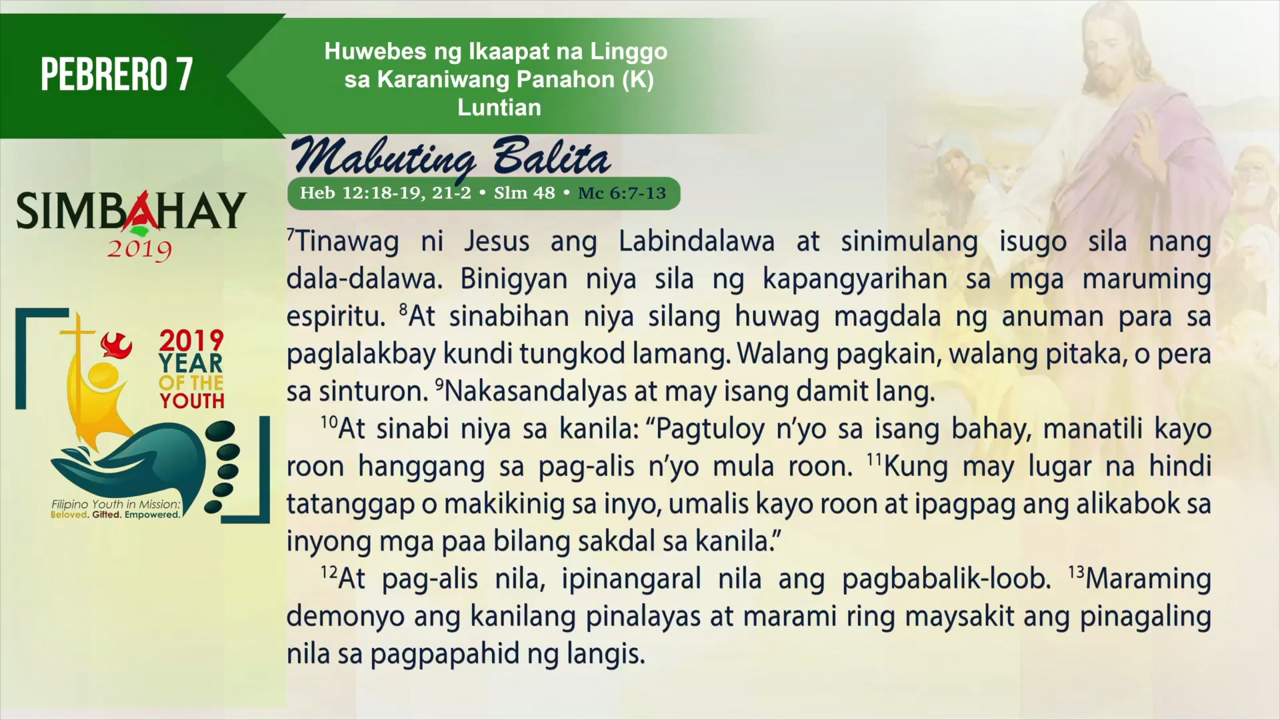 PEBRERO 7
Huwebes ng Ikaapat na Linggo
sa Karaniwang Panahon (K)
Luntian
Mabuting Balita
Heb 12:18-19, 21-2 • Slm 48 • Mc 6:7-13
SIMBAHAY
2019
2019
YEAR
OF THE
YOUTH
Filipino Youth in Mission:
Beloved. Gifted. Empowered.
⁷Tinawag ni Jesus ang Labindalawa at sinimulang isugo sila nang
dala-dalawa. Binigyan niya sila ng kapangyarihan sa mga maruming
espiritu. ⁸At sinabihan niya silang huwag magdala ng anuman para sa
paglalakbay kundi tungkod lamang. Walang pagkain, walang pitaka, o pera
sa sinturon. ⁹Nakasandalyas at may isang damit lang.
¹⁰At sinabi niya sa kanila: “Pagtuloy n’yo sa isang bahay, manatili kayo
roon hanggang sa pag-alis n’yo mula roon. ¹¹Kung may lugar na hindi
tatanggap o makikinig sa inyo, umalis kayo roon at ipagpag ang alikabok sa
inyong mga paa bilang sakdal sa kanila.”
¹²At pag-alis nila, ipinangaral nila ang pagbabalik-loob. ¹³Maraming
demonyo ang kanilang pinalayas at marami ring maysakit ang pinagaling
nila sa pagpapahid ng langis.